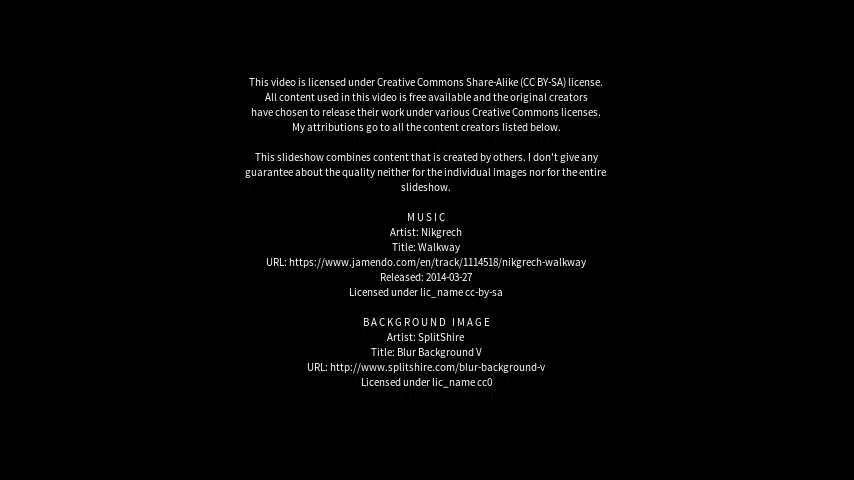 This video is licensed under Creative Commons Share-Alike (CC BY-SA) license.
All content used in this video is free available and the original creators
have chosen to release their work under various Creative Commons licenses.
My attributions go to all the content creators listed below.
This slideshow combines content that is created by others. I don't give any
guarantee about the quality neither for the individual images nor for the entire
slideshow.
MUSIC
Artist: Nikgrech
Title: Walkway
URL: https://www.jamendo.com/en/track/1114518/nikgrech-walkway
Released: 2014-03-27
Licensed under lic_name cc-by-sa
BACKGROUND IMAGE
Artist: SplitShire
Title: Blur Background V
URL: http://www.splitshire.com/blur-background-v
Licensed under lic_name cc0